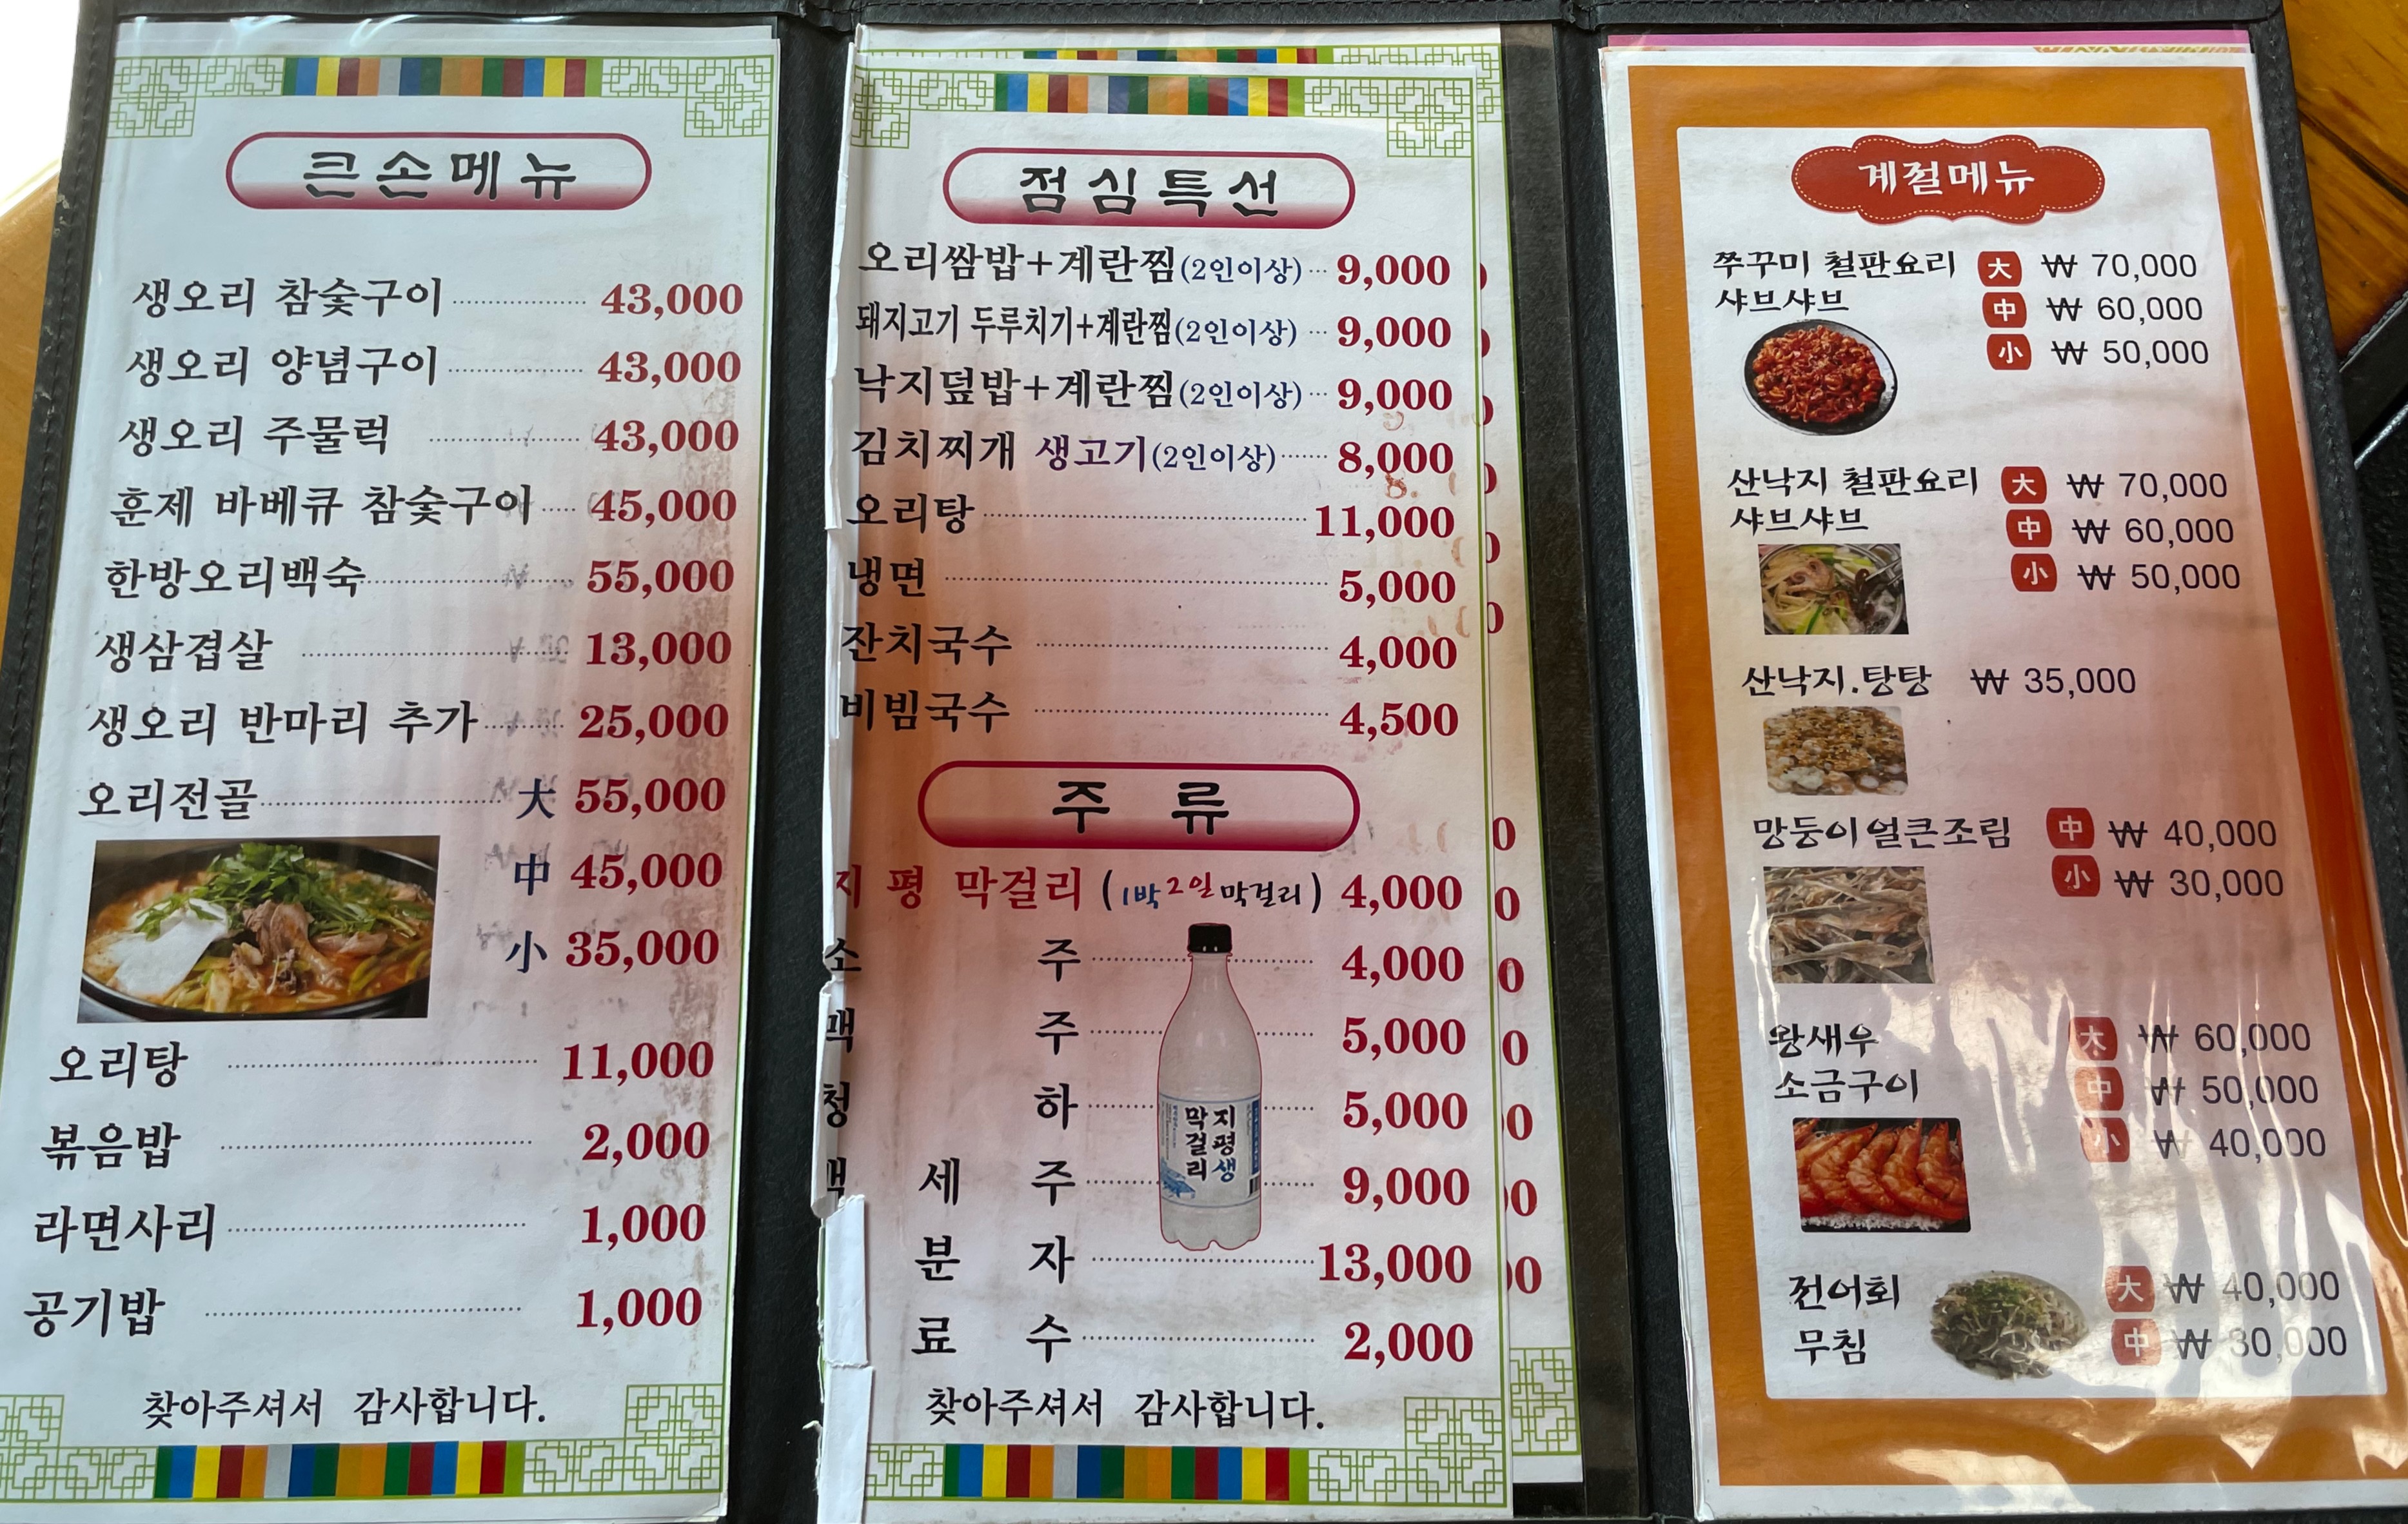 큰손메뉴
생오리 참숯구이 43,000
생오리 양념구이 43,000
생오리 주물럭 43,000
훈제 바베큐 참숯구이 45,000
한방오리백숙 55,000
생삼겹살 13,000
생오리 반마리 추가 25,000
오리전골 大 55,000
中 45,000
小 35,000
오리탕 11,000
볶음밥 2,000
라면사리 1,000
공기밥 1,000
찾아주셔서 감사합니다.
점심특선
오리쌈밥+계란찜(2인이상) 9,000
돼지고기 두루치기+계란찜(2인이상) 9,000
낙지덮밥+계란찜(2인이상) 9,000
김치찌개 생고기(2인이상) 8,000
오리탕 11,000
냉면 5,000
잔치국수 4,000
비빔국수 4,500
주류
지평 막걸리 (1박2일막걸리) 4,000
소주 4,000
맥주 5,000
청하 5,000
세주 9,000
분자 13,000
료수 2,000
지평생
막걸리
찾아주셔서 감사합니다.
계절메뉴
쭈꾸미 철판요리 大 ₩ 70,000
샤브샤브 中 ₩ 60,000
小 ₩ 50,000
산낙지 철판요리 大 ₩ 70,000
샤브샤브 中 ₩ 60,000
小 ₩ 50,000
산낙지.탕탕 ₩ 35,000
망둥이얼큰조림 中 ₩ 40,000
小 ₩ 30,000
왕새우 大 ₩ 60,000
소금구이 中 ₩ 50,000
小 ₩ 40,000
전어회 大 ₩ 40,000
무침 中 ₩ 30,000